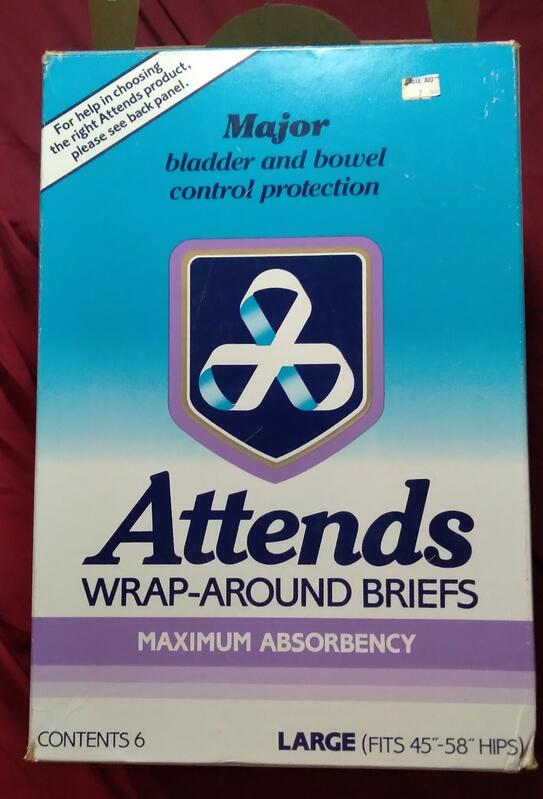 For help in choosing
the right Attends product,
please see back panel.
AID
Major
bladder and bowel
control protection
Attends
WRAP-AROUND BRIEFS
MAXIMUM ABSORBENCY
CONTENTS 6
LARGE (FITS 45"-58" HIPS)